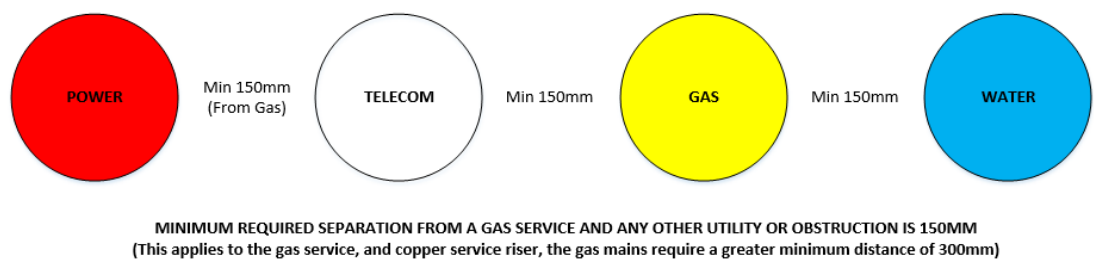 POWER
Min 150mm
(From Gas)
TELECOM
Min 150mm
GAS
Min 150mm
WATER
MINIMUM REQUIRED SEPARATION FROM A GAS SERVICE AND ANY OTHER UTILITY OR OBSTRUCTION IS 150MM
(This applies to the gas service, and copper service riser, the gas mains require a greater minimum distance of 300mm)